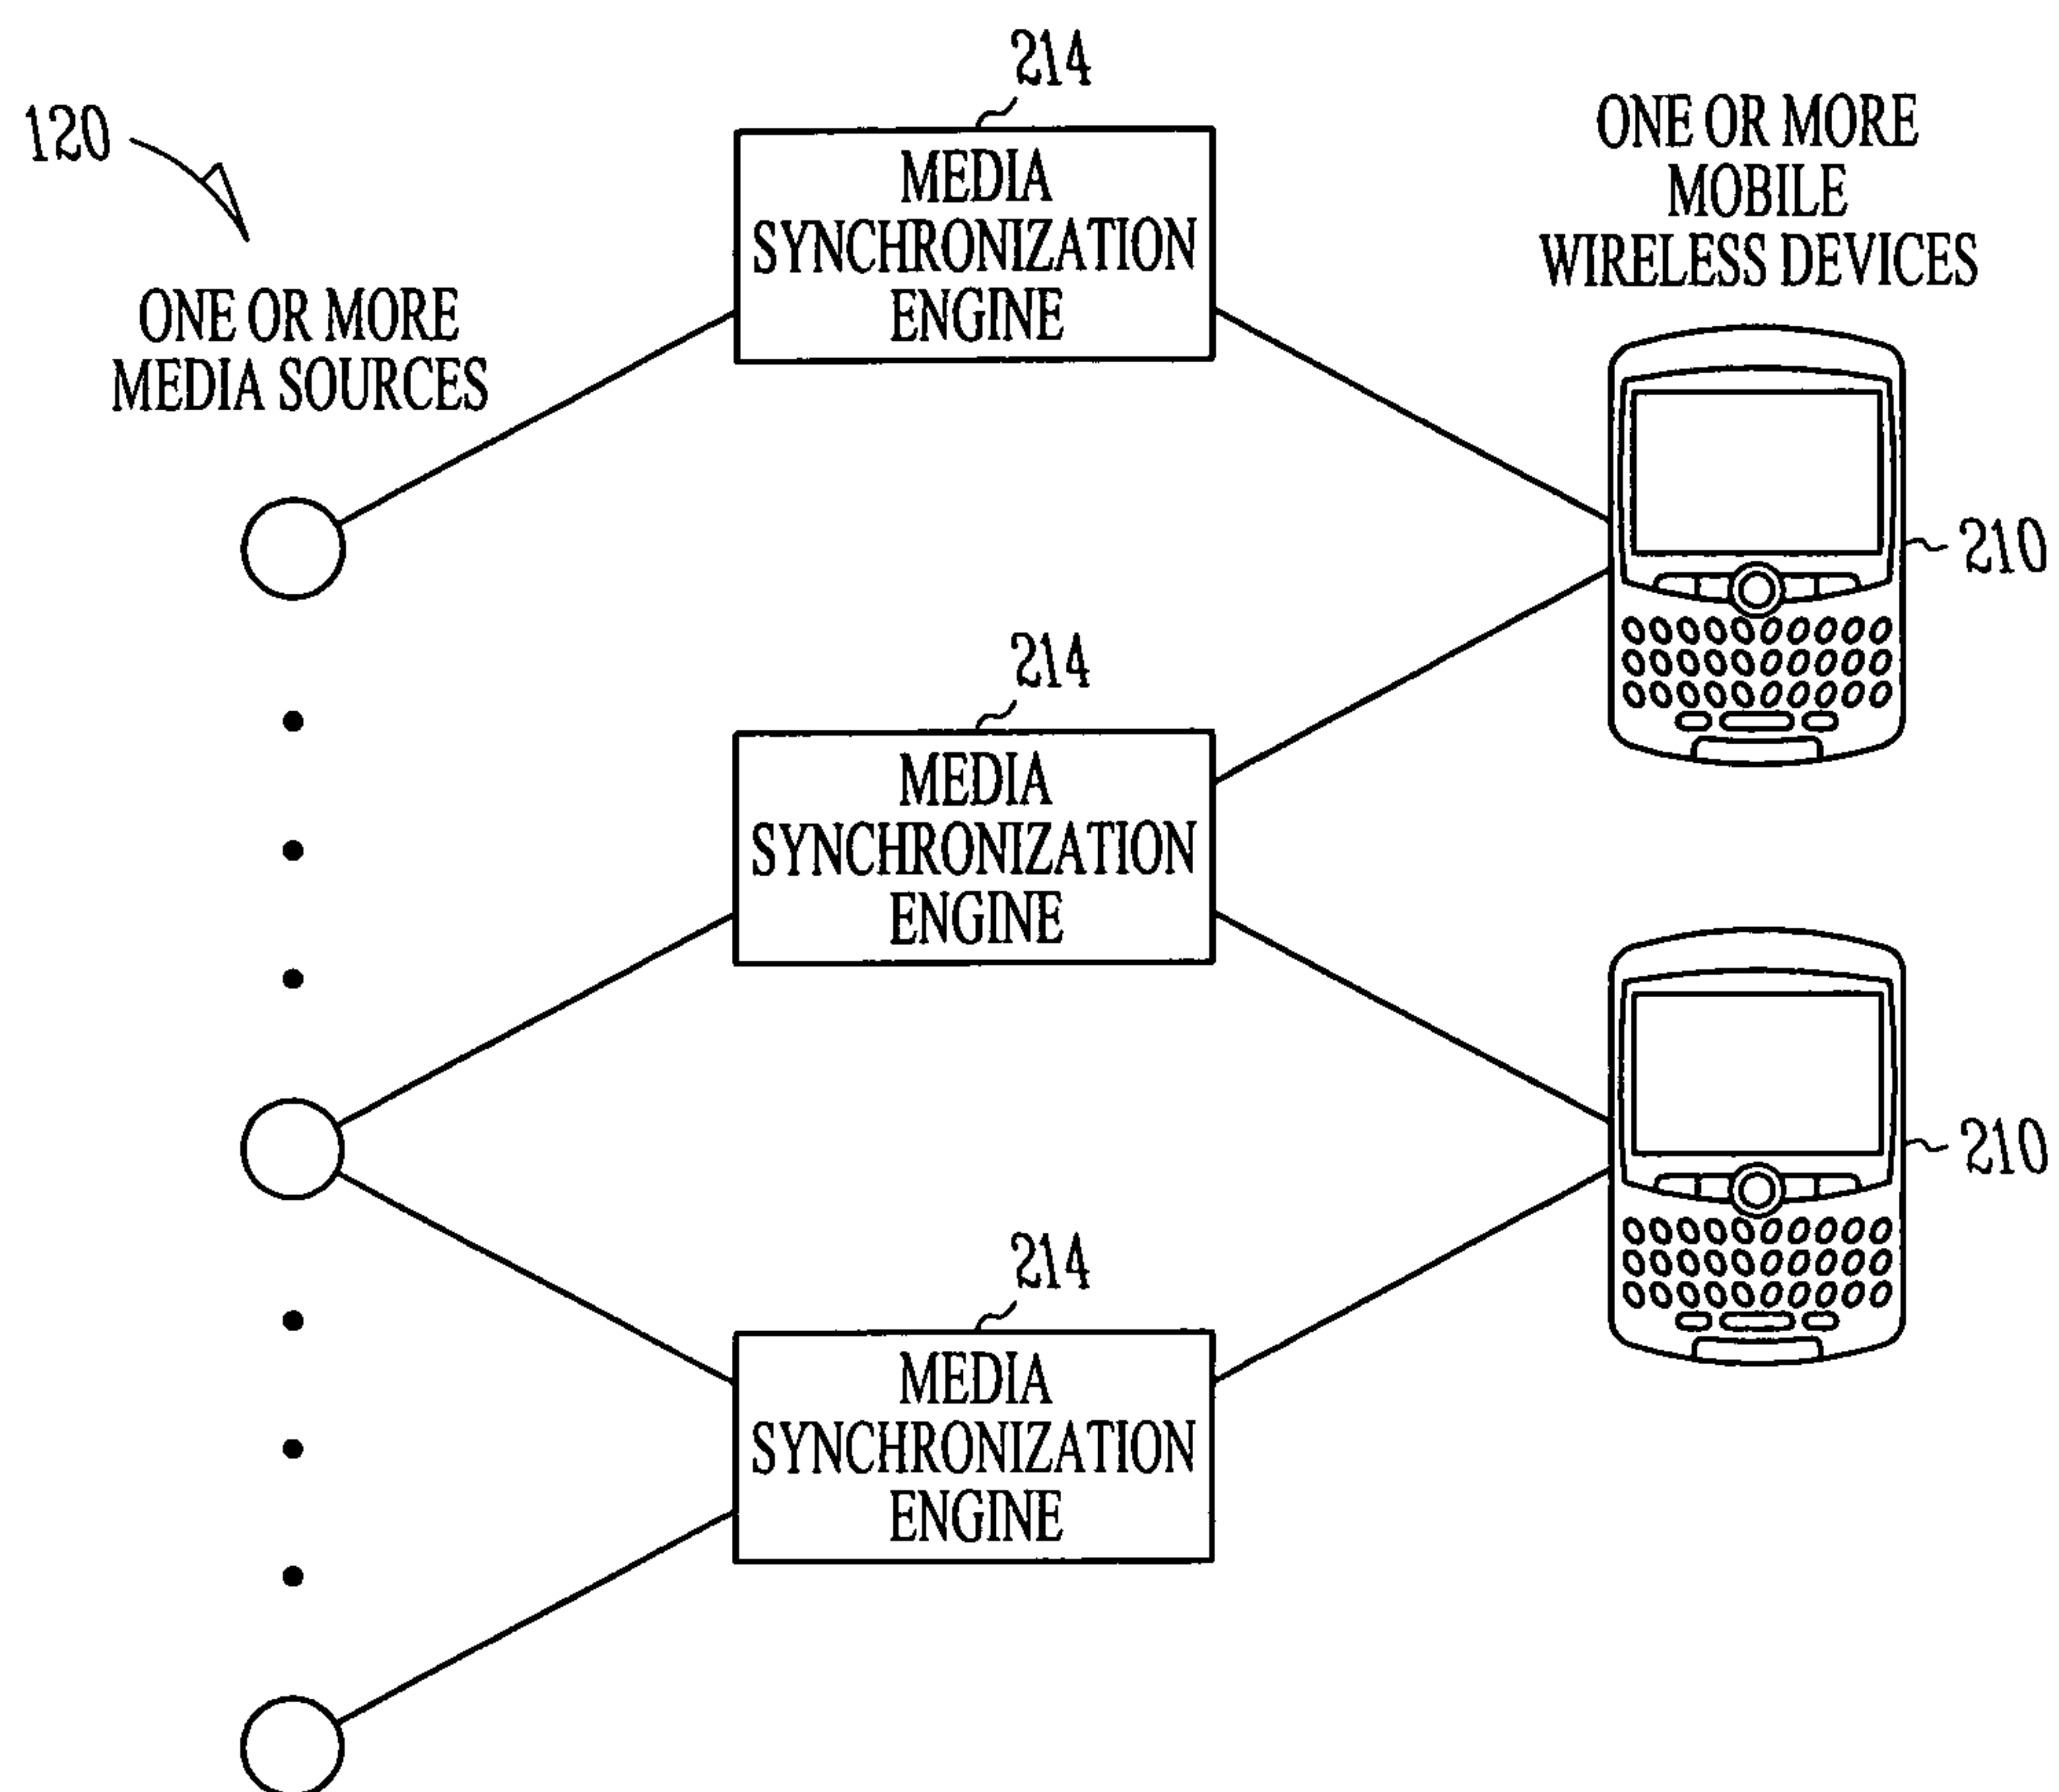 214
120
MEDIA
SYNCHRONIZATION
ENGINE
ONE OR MORE
MOBILE
WIRELESS DEVICES
ONE OR MORE
MEDIA SOURCES
210
214
MEDIA
SYNCHRONIZATION
ENGINE
210
214
MEDIA
SYNCHRONIZATION
ENGINE